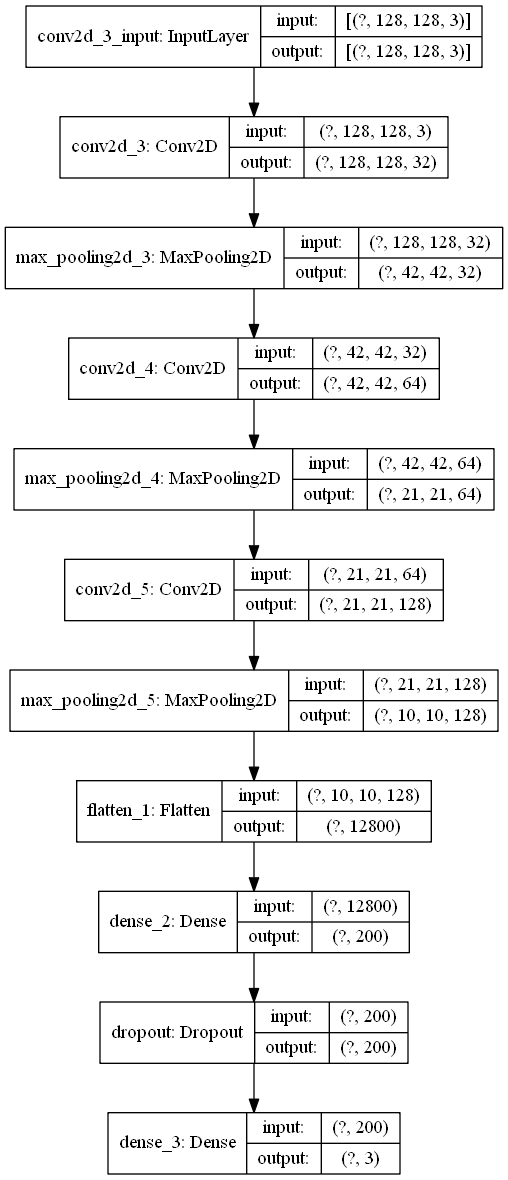 conv2d_3_input: InputLayer
input: [(?, 128, 128, 3)]
output: [(?, 128, 128, 3)]
conv2d_3: Conv2D
input: (?, 128, 128, 3)
output: (?, 128, 128, 32)
max_pooling2d_3: MaxPooling2D
input: (?, 128, 128, 32)
output: (?, 42, 42, 32)
conv2d_4: Conv2D
input: (?, 42, 42, 32)
output: (?, 42, 42, 64)
max_pooling2d_4: MaxPooling2D
input: (?, 42, 42, 64)
output: (?, 21, 21, 64)
conv2d_5: Conv2D
input: (?, 21, 21, 64)
output: (?, 21, 21, 128)
max_pooling2d_5: MaxPooling2D
input: (?, 21, 21, 128)
output: (?, 10, 10, 128)
flatten_1: Flatten
input: (?, 10, 10, 128)
output: (?, 12800)
dense_2: Dense
input: (?, 12800)
output: (?, 200)
dropout: Dropout
input: (?, 200)
output: (?, 200)
dense_3: Dense
input: (?, 200)
output: (?, 3)